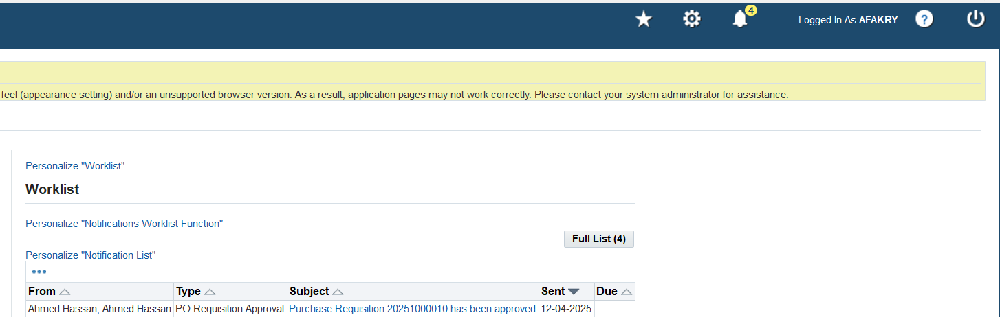 4
Logged In As AFAKRY
?
feel (appearance setting) and/or an unsupported browser version. As a result, application pages may not work correctly. Please contact your system administrator for assistance.
Personalize "Worklist"
Worklist
Personalize "Notifications Worklist Function"
Full List (4)
Personalize "Notification List"
From Type Subject Sent Due
Ahmed Hassan, Ahmed Hassan PO Requisition Approval Purchase Requisition 20251000010 has been approved 12-04-2025